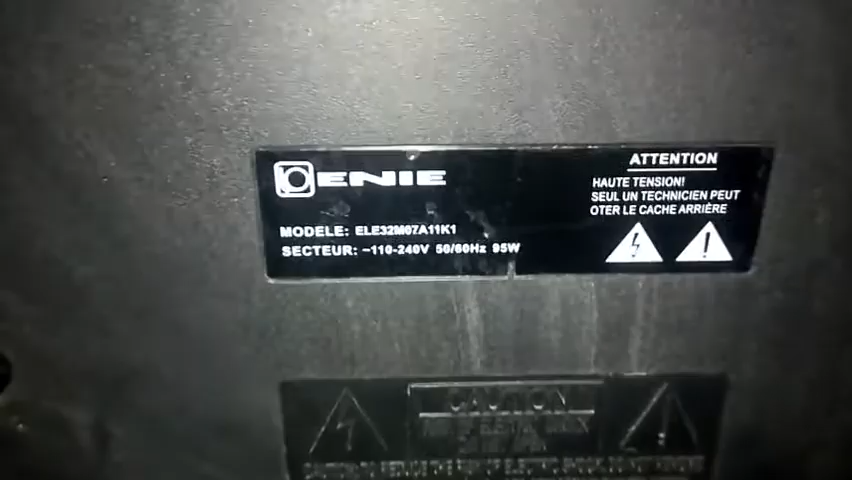 ENIE
MODELE: ELE32M07A11K1
SECTEUR: ~110-240V 50/60Hz 95W
ATTENTION
HAUTE TENSION!
SEUL UN TECHNICIEN PEUT
OTER LE CACHE ARRIÈRE
CAUTION